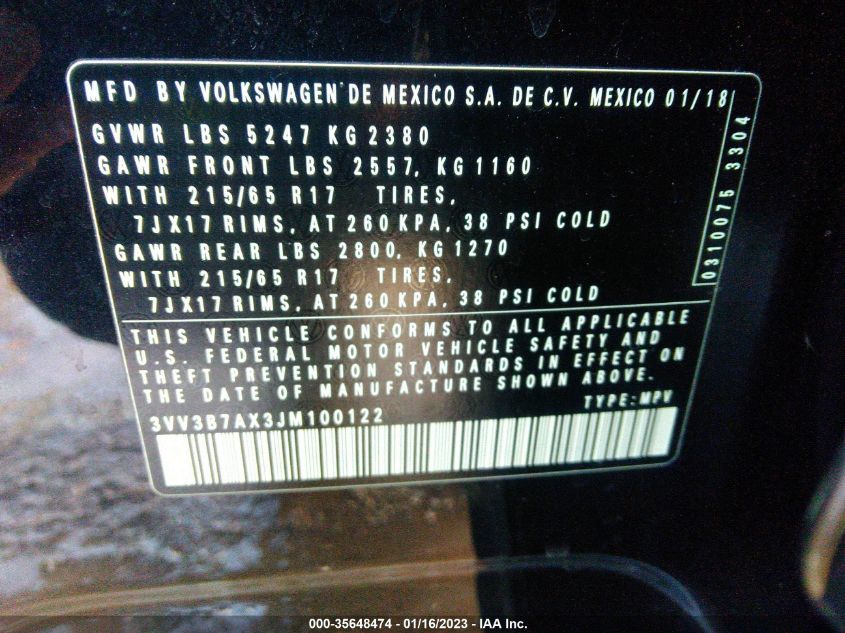 MFD BY VOLKSWAGEN DE MEXICO S.A. DE C.V. MEXICO 01/18
GVWR LBS 5247 KG 2380
GAWR FRONT LBS 2557, KG 1160
WITH 215/65 R17 TIRES,
7JX17 RIMS, AT 260 KPA, 38 PSI COLD
GAWR REAR LBS 2800, KG 1270
WITH 215/65 R17 TIRES,
7JX17 RIMS, AT 260 KPA, 38 PSI COLD
0310075 3304
THIS VEHICLE CONFORMS TO ALL APPLICABLE
U.S. FEDERAL MOTOR VEHICLE SAFETY AND
THEFT PREVENTION STANDARDS IN EFFECT ON
THE DATE OF MANUFACTURE SHOWN ABOVE.
3VV3B7AX3JM100122 TYPE: MPV
000-35648474 - 01/16/2023 - IAA Inc.